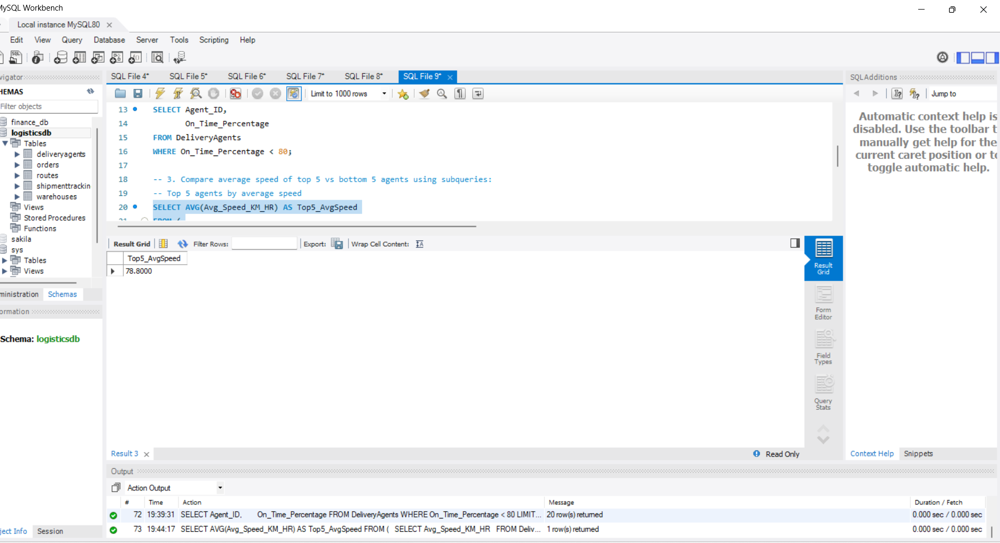 MySQL Workbench
Local instance MySQL80
Edit View Query Database Server Tools Scripting Help
vigator
HEMAS
Filter objects
finance_db
logisticsdb
Tables
deliveryagents
orders
routes
shipmenttrackin
warehouses
Views
Stored Procedures
Functions
sakila
sys
Tables
Views
ministration Schemas
ormation
Schema: logisticsdb
ject Info Session
SQL File 4* SQL File 5* SQL File 6* SQL File 7* SQL File 8* SQL File 9*
Limit to 1000 rows
13 SELECT Agent_ID,
14 On_Time_Percentage
15 FROM DeliveryAgents
16 WHERE On_Time_Percentage < 80;
17
18 -- 3. Compare average speed of top 5 vs bottom 5 agents using subqueries:
19 -- Top 5 agents by average speed
20 SELECT AVG(Avg_Speed_KM_HR) AS Top5_AvgSpeed
21 FROM (
Result Grid Filter Rows: Export: Wrap Cell Content:
Top5_AvgSpeed
78.8000
Result
Grid
Form
Editor
Field
Types
Query
Stats
Result 3
Read Only
SQLAdditions
Jump to
Automatic context help is
disabled. Use the toolbar t
manually get help for the
current caret position or to
toggle automatic help.
Context Help Snippets
Output
Action Output
# Time Action Message Duration / Fetch
72 19:39:31 SELECT Agent_ID, On_Time_Percentage FROM DeliveryAgents WHERE On_Time_Percentage < 80 LIMIT... 20 row(s) returned 0.000 sec / 0.000 sec
73 19:44:17 SELECT AVG(Avg_Speed_KM_HR) AS Top5_AvgSpeed FROM ( SELECT Avg_Speed_KM_HR FROM Deliv... 1 row(s) returned 0.000 sec / 0.000 sec